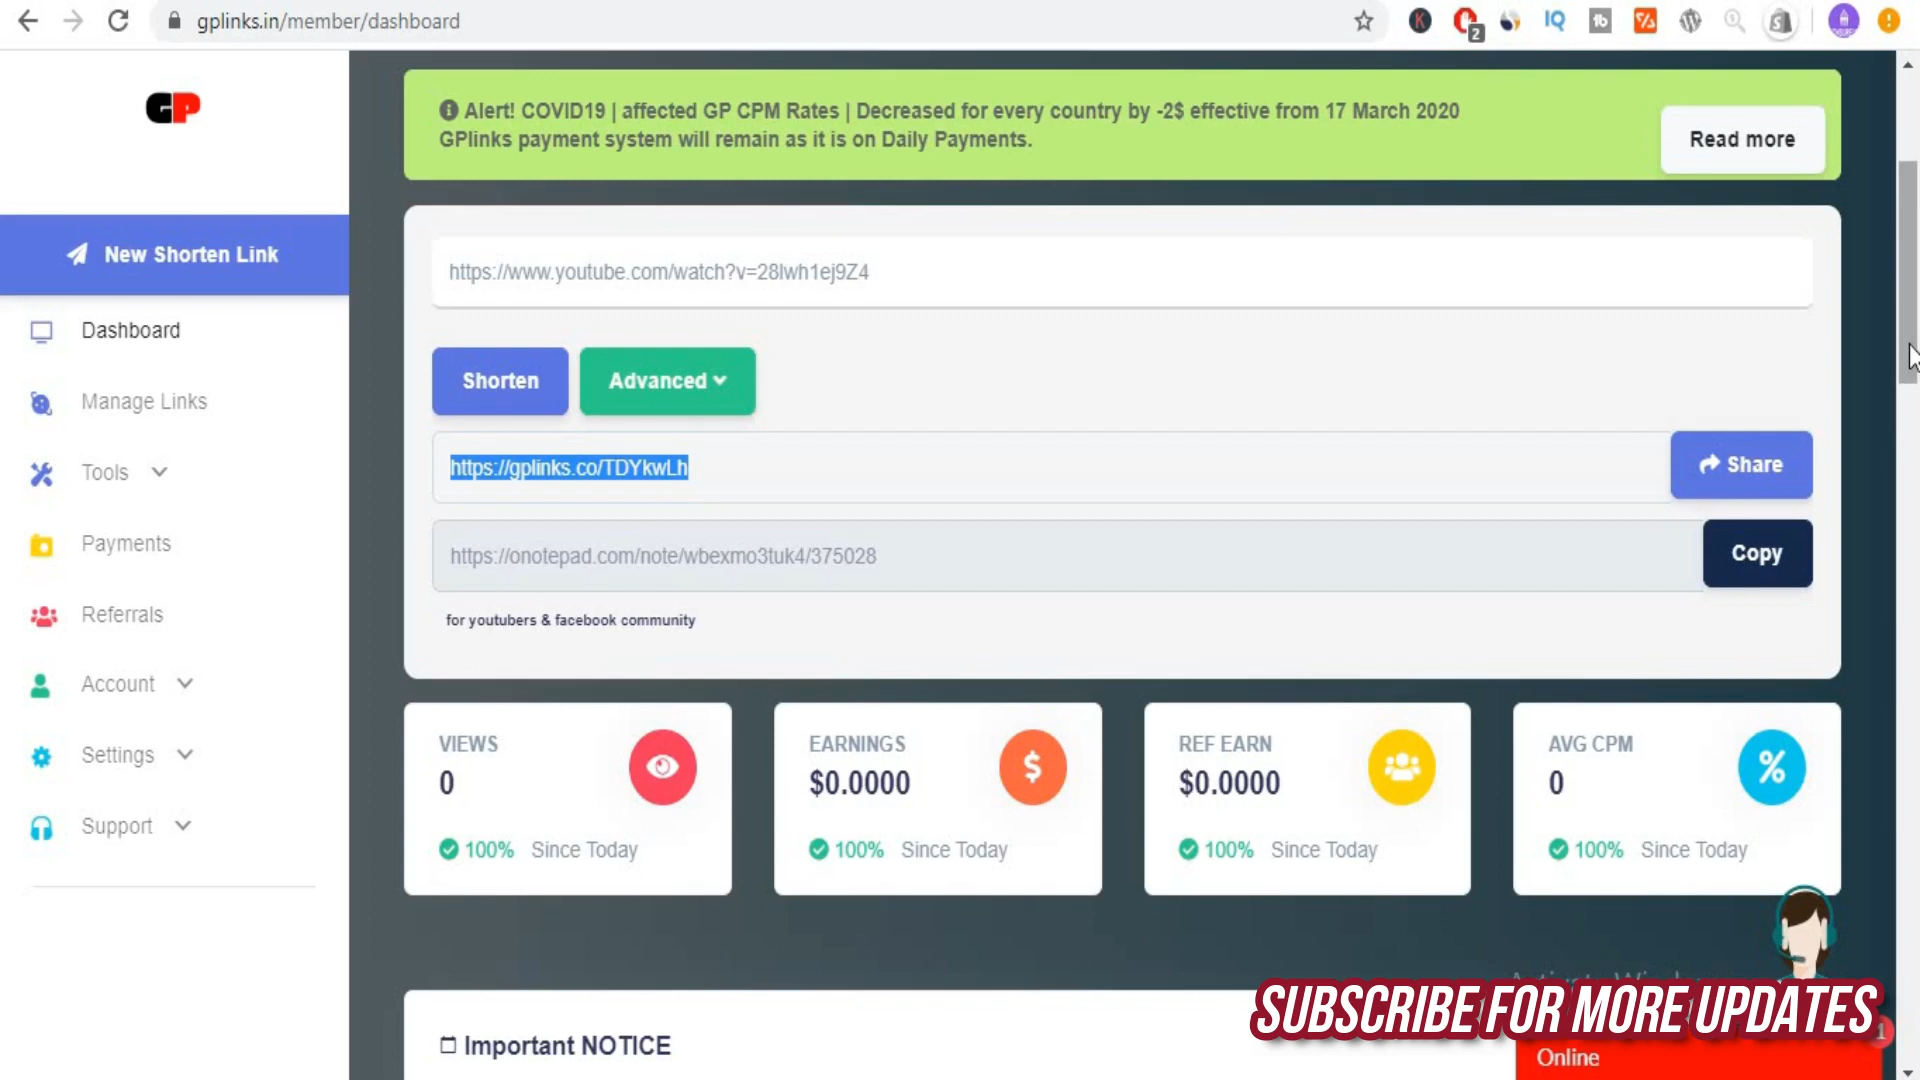 gplinks.in/member/dashboard
2
GP
Alert! COVID19 | affected GP CPM Rates | Decreased for every country by -2$ effective from 17 March 2020
GPlinks payment system will remain as it is on Daily Payments.
Read more
New Shorten Link
https://www.youtube.com/watch?v=28lwh1ej9Z4
Dashboard
Shorten
Advanced
Manage Links
https://gplinks.co/TDYkwLh
Share
Tools
Payments
https://onotepad.com/note/wbexmo3tuk4/375028
Copy
Referrals
for youtubers & facebook community
Account
VIEWS
0
100% Since Today
EARNINGS
$0.0000
100% Since Today
REF EARN
$0.0000
100% Since Today
AVG CPM
0
100% Since Today
Settings
Support
SUBSCRIBE FOR MORE UPDATES
1
Important NOTICE
Online